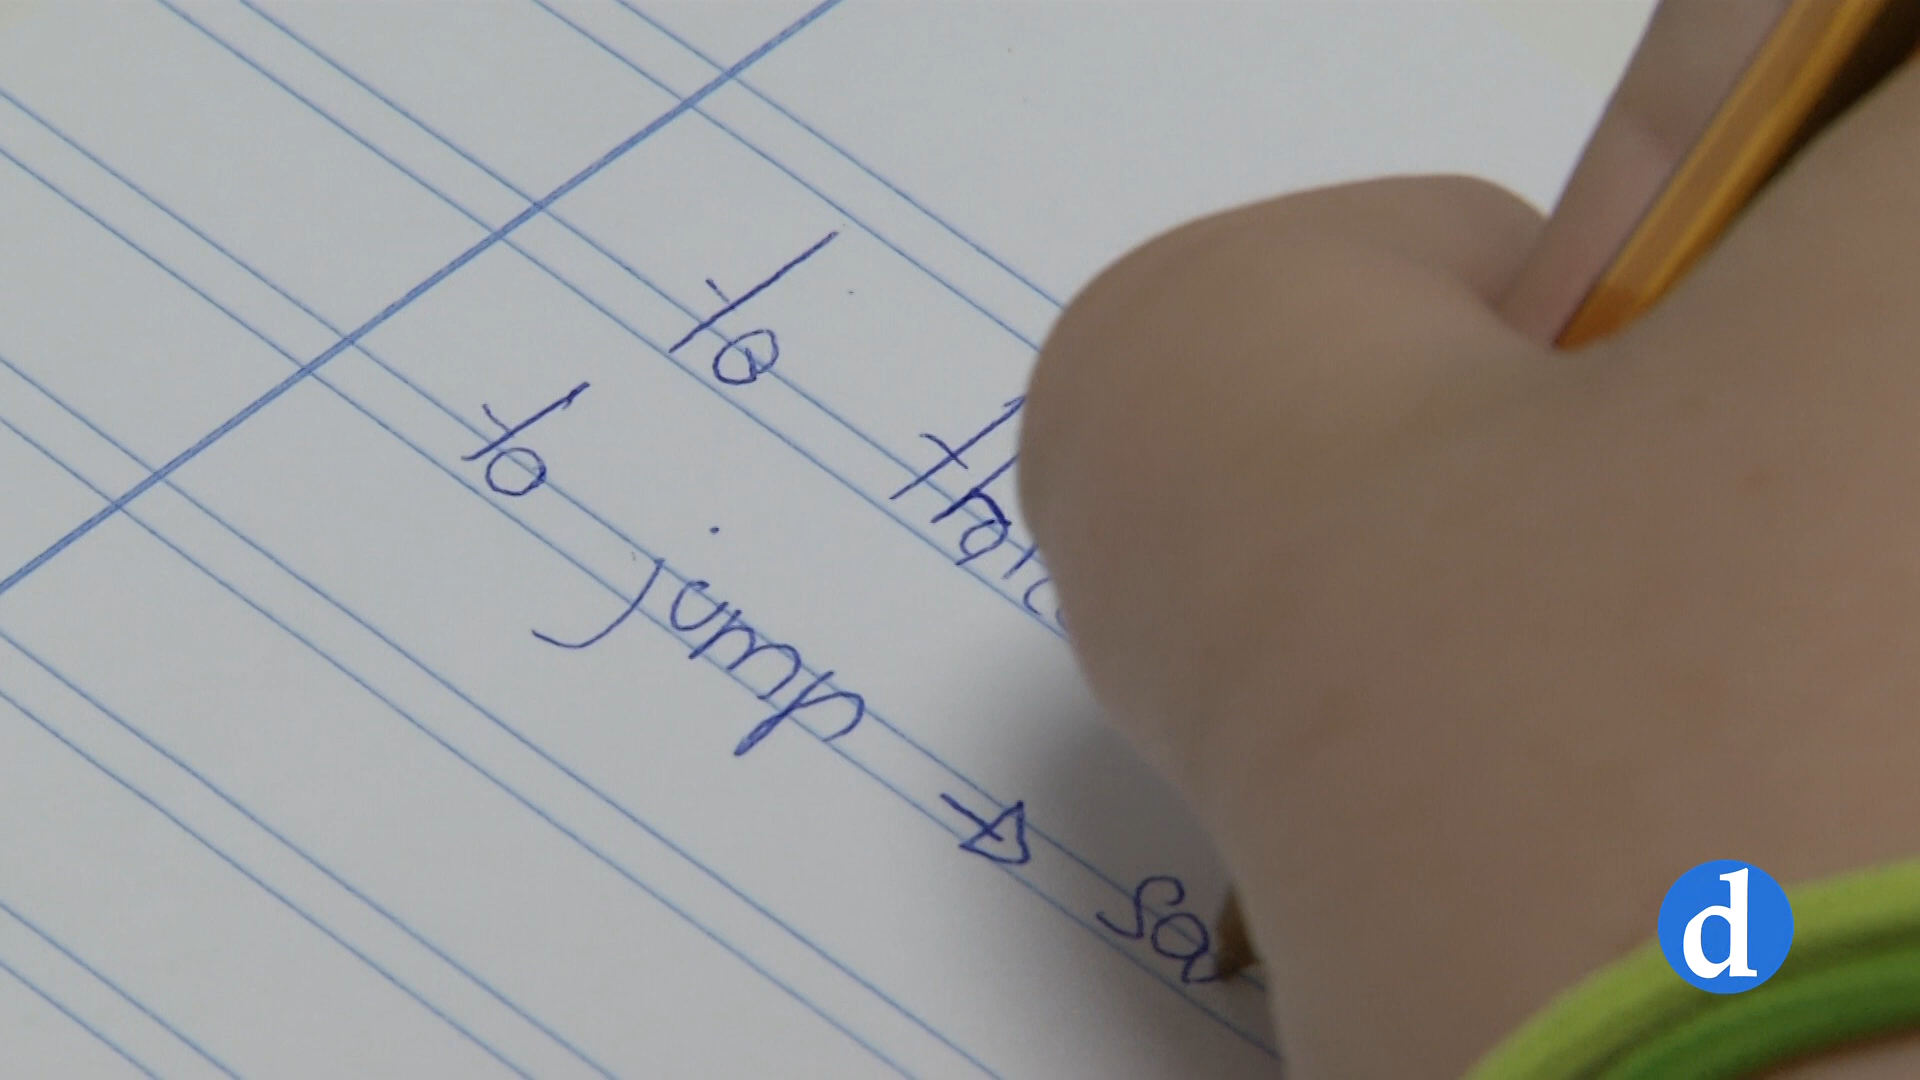 to
to jump → sa
d